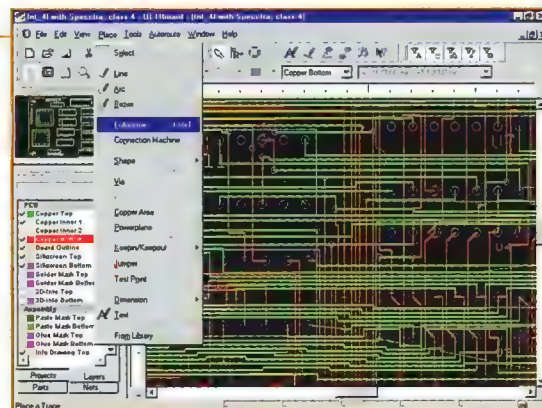 Int_4l with Specctra, class 4 - ULTIboard - [Int_4l with Specctra, class 4]
File Edit View Place Tools Autoroute Window Help
Select
Line
Arc
Bezier
Connection Machine
Shape
Via
Copper Area
Powerplane
Keepin/Keepout
Jumper
Test Point
Dimension
Text
From Library
Copper Bottom
PCB
Copper Top
Copper Inner 1
Copper Inner 2
Board Outline
Silkscreen Top
Silkscreen Bottom
Solder Mask Top
Solder Mask Bottom
3D-Info Bottom
Assembly
Paste Mask Top
Paste Mask Bottom
Glue Mask Top
Glue Mask Bottom
Info Drawing Top
Projects Layers
Parts Nets
Place a Trace